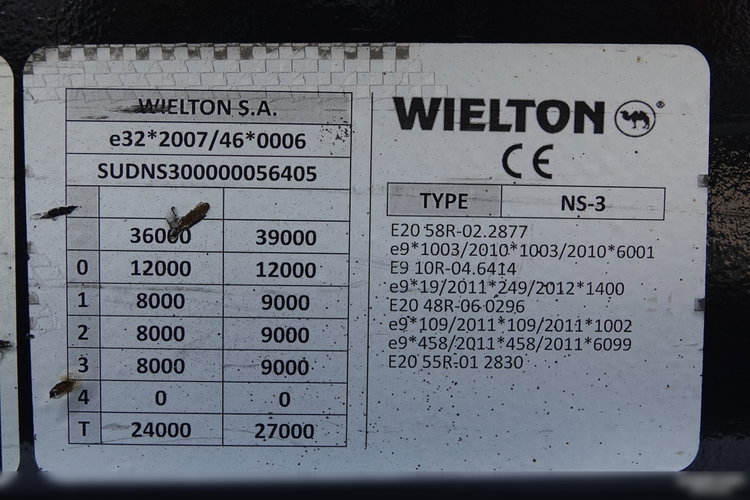 WIELTON S.A.
e32*2007/46*0006
SUDNS300000056405
36000 39000
0 12000 12000
1 8000 9000
2 8000 9000
3 8000 9000
4 0 0
T 24000 27000
WIELTON ®
CE
TYPE NS-3
E20 58R-02.2877
e9*1003/2010*1003/2010*6001
E9 10R-04.6414
e9*19/2011*249/2012*1400
E20 48R-06 0296
e9*109/2011*109/2011*1002
e9*458/2011*458/2011*6099
E20 55R-01 2830